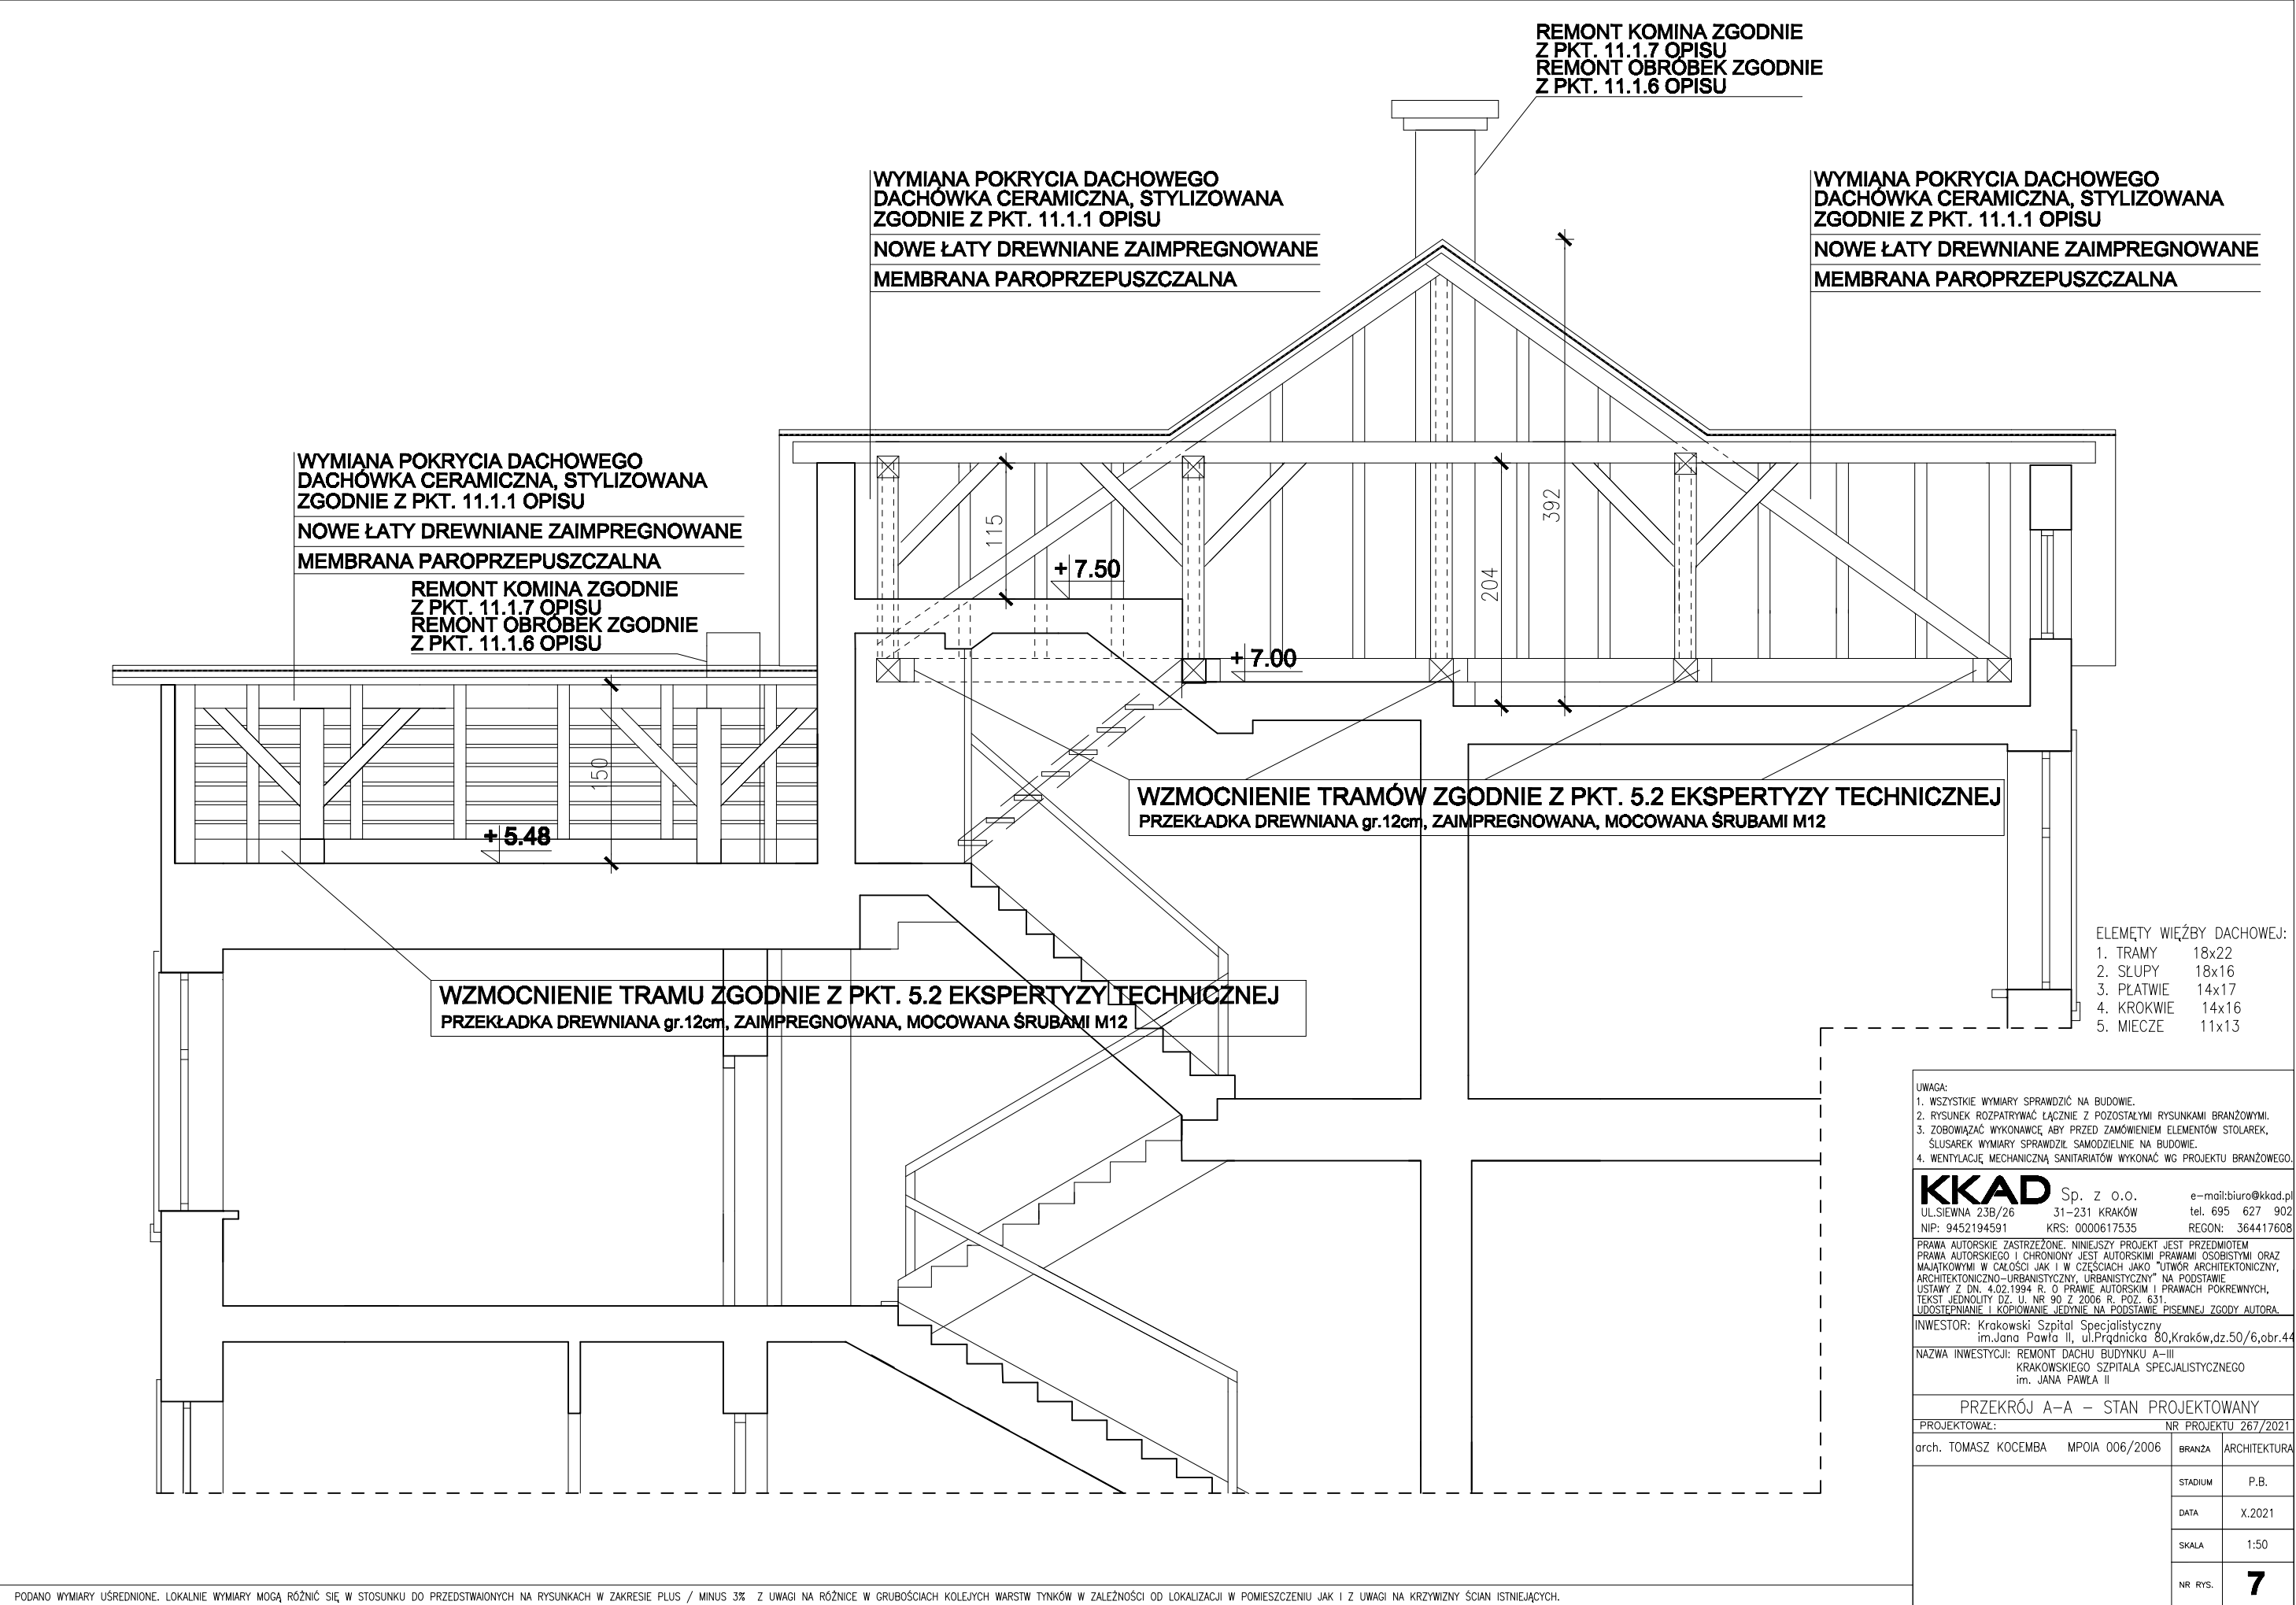 REMONT KOMINA ZGODNIE
Z PKT. 11.1.7 OPISU
REMONT OBRÓBEK ZGODNIE
Z PKT. 11.1.6 OPISU
WYMIANA POKRYCIA DACHOWEGO
DACHÓWKA CERAMICZNA, STYLIZOWANA
ZGODNIE Z PKT. 11.1.1 OPISU
NOWE ŁATY DREWNIANE ZAIMPREGNOWANE
MEMBRANA PAROPRZEPUSZCZALNA
WYMIANA POKRYCIA DACHOWEGO
DACHÓWKA CERAMICZNA, STYLIZOWANA
ZGODNIE Z PKT. 11.1.1 OPISU
NOWE ŁATY DREWNIANE ZAIMPREGNOWANE
MEMBRANA PAROPRZEPUSZCZALNA
WYMIANA POKRYCIA DACHOWEGO
DACHÓWKA CERAMICZNA, STYLIZOWANA
ZGODNIE Z PKT. 11.1.1 OPISU
NOWE ŁATY DREWNIANE ZAIMPREGNOWANE
MEMBRANA PAROPRZEPUSZCZALNA
REMONT KOMINA ZGODNIE
Z PKT. 11.1.7 OPISU
REMONT OBRÓBEK ZGODNIE
Z PKT. 11.1.6 OPISU
115
392
204
150
+ 7.50
+ 7.00
+ 5.48
WZMOCNIENIE TRAMÓW ZGODNIE Z PKT. 5.2 EKSPERTYZY TECHNICZNEJ
PRZEKŁADKA DREWNIANA gr.12cm, ZAIMPREGNOWANA, MOCOWANA ŚRUBAMI M12
WZMOCNIENIE TRAMU ZGODNIE Z PKT. 5.2 EKSPERTYZY TECHNICZNEJ
PRZEKŁADKA DREWNIANA gr.12cm, ZAIMPREGNOWANA, MOCOWANA ŚRUBAMI M12
ELEMĘTY WIĘŹBY DACHOWEJ:
1. TRAMY 18x22
2. SŁUPY 18x16
3. PŁATWIE 14x17
4. KROKWIE 14x16
5. MIECZE 11x13
UWAGA:
1. WSZYSTKIE WYMIARY SPRAWDZIĆ NA BUDOWIE.
2. RYSUNEK ROZPATRYWAĆ ŁĄCZNIE Z POZOSTAŁYMI RYSUNKAMI BRANŻOWYMI.
3. ZOBOWIĄZAĆ WYKONAWCĘ ABY PRZED ZAMÓWIENIEM ELEMENTÓW STOLAREK,
ŚLUSAREK WYMIARY SPRAWDZIŁ SAMODZIELNIE NA BUDOWIE.
4. WENTYLACJĘ MECHANICZNĄ SANITARIATÓW WYKONAĆ WG PROJEKTU BRANŻOWEGO.
KKAD Sp. z o.o. e-mail:biuro@kkad.pl
UL.SIEWNA 23B/26 31-231 KRAKÓW tel. 695 627 902
NIP: 9452194591 KRS: 0000617535 REGON: 364417608
PRAWA AUTORSKIE ZASTRZEŻONE. NINIEJSZY PROJEKT JEST PRZEDMIOTEM
PRAWA AUTORSKIEGO I CHRONIONY JEST AUTORSKIMI PRAWAMI OSOBISTYMI ORAZ
MAJĄTKOWYMI W CAŁOŚCI JAK I W CZĘŚCIACH JAKO "UTWÓR ARCHITEKTONICZNY,
ARCHITEKTONICZNO-URBANISTYCZNY, URBANISTYCZNY" NA PODSTAWIE
USTAWY Z DN. 4.02.1994 R. O PRAWIE AUTORSKIM I PRAWACH POKREWNYCH,
TEKST JEDNOLITY DZ. U. NR 90 Z 2006 R. POZ. 631.
UDOSTĘPNIANIE I KOPIOWANIE JEDYNIE NA PODSTAWIE PISEMNEJ ZGODY AUTORA.
INWESTOR: Krakowski Szpital Specjalistyczny
im.Jana Pawła II, ul.Prądnicka 80,Kraków,dz.50/6,obr.44
NAZWA INWESTYCJI: REMONT DACHU BUDYNKU A-III
KRAKOWSKIEGO SZPITALA SPECJALISTYCZNEGO
im. JANA PAWŁA II
PRZEKRÓJ A-A - STAN PROJEKTOWANY
PROJEKTOWAŁ: NR PROJEKTU 267/2021
arch. TOMASZ KOCEMBA MPOIA 006/2006 BRANŻA ARCHITEKTURA
STADIUM P.B.
DATA X.2021
SKALA 1:50
NR RYS. 7
PODANO WYMIARY UŚREDNIONE. LOKALNIE WYMIARY MOGĄ RÓŻNIĆ SIĘ W STOSUNKU DO PRZEDSTWAIONYCH NA RYSUNKACH W ZAKRESIE PLUS / MINUS 3% Z UWAGI NA RÓŻNICE W GRUBOŚCIACH KOLEJYCH WARSTW TYNKÓW W ZALEŻNOŚCI OD LOKALIZACJI W POMIESZCZENIU JAK I Z UWAGI NA KRZYWIZNY ŚCIAN ISTNIEJĄCYCH.